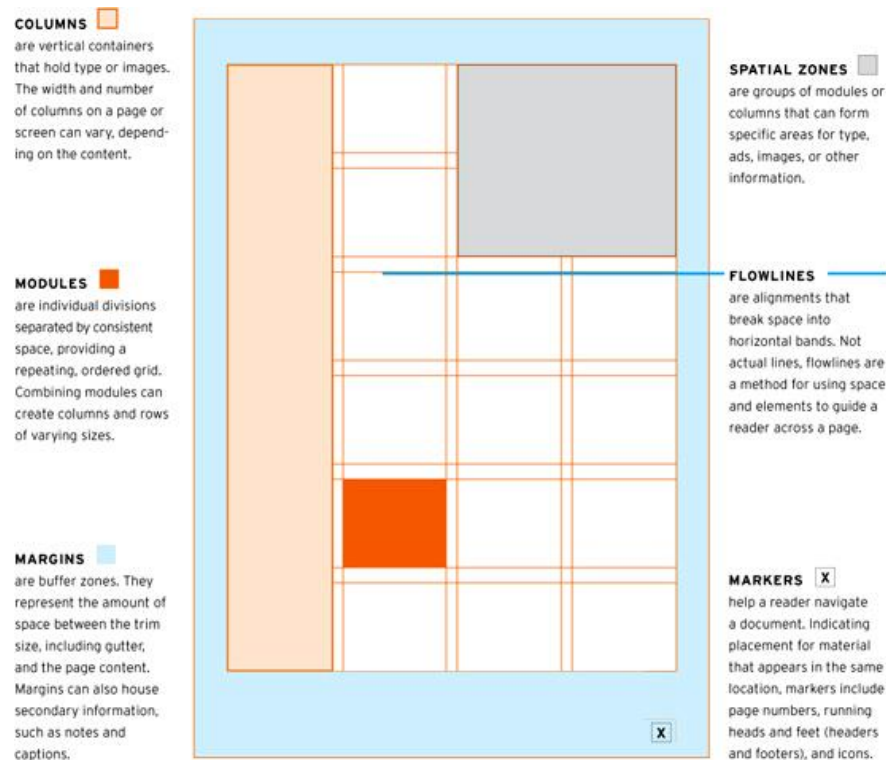 COLUMNS
are vertical containers
that hold type or images.
The width and number
of columns on a page or
screen can vary, depend-
ing on the content.
MODULES
are individual divisions
separated by consistent
space, providing a
repeating, ordered grid.
Combining modules can
create columns and rows
of varying sizes.
MARGINS
are buffer zones. They
represent the amount of
space between the trim
size, including gutter,
and the page content.
Margins can also house
secondary information,
such as notes and
captions.
X
SPATIAL ZONES
are groups of modules or
columns that can form
specific areas for type,
ads, images, or other
information.
FLOWLINES
are alignments that
break space into
horizontal bands. Not
actual lines, flowlines are
a method for using space
and elements to guide a
reader across a page.
MARKERS X
help a reader navigate
a document. Indicating
placement for material
that appears in the same
location, markers include
page numbers, running
heads and feet (headers
and footers), and icons.